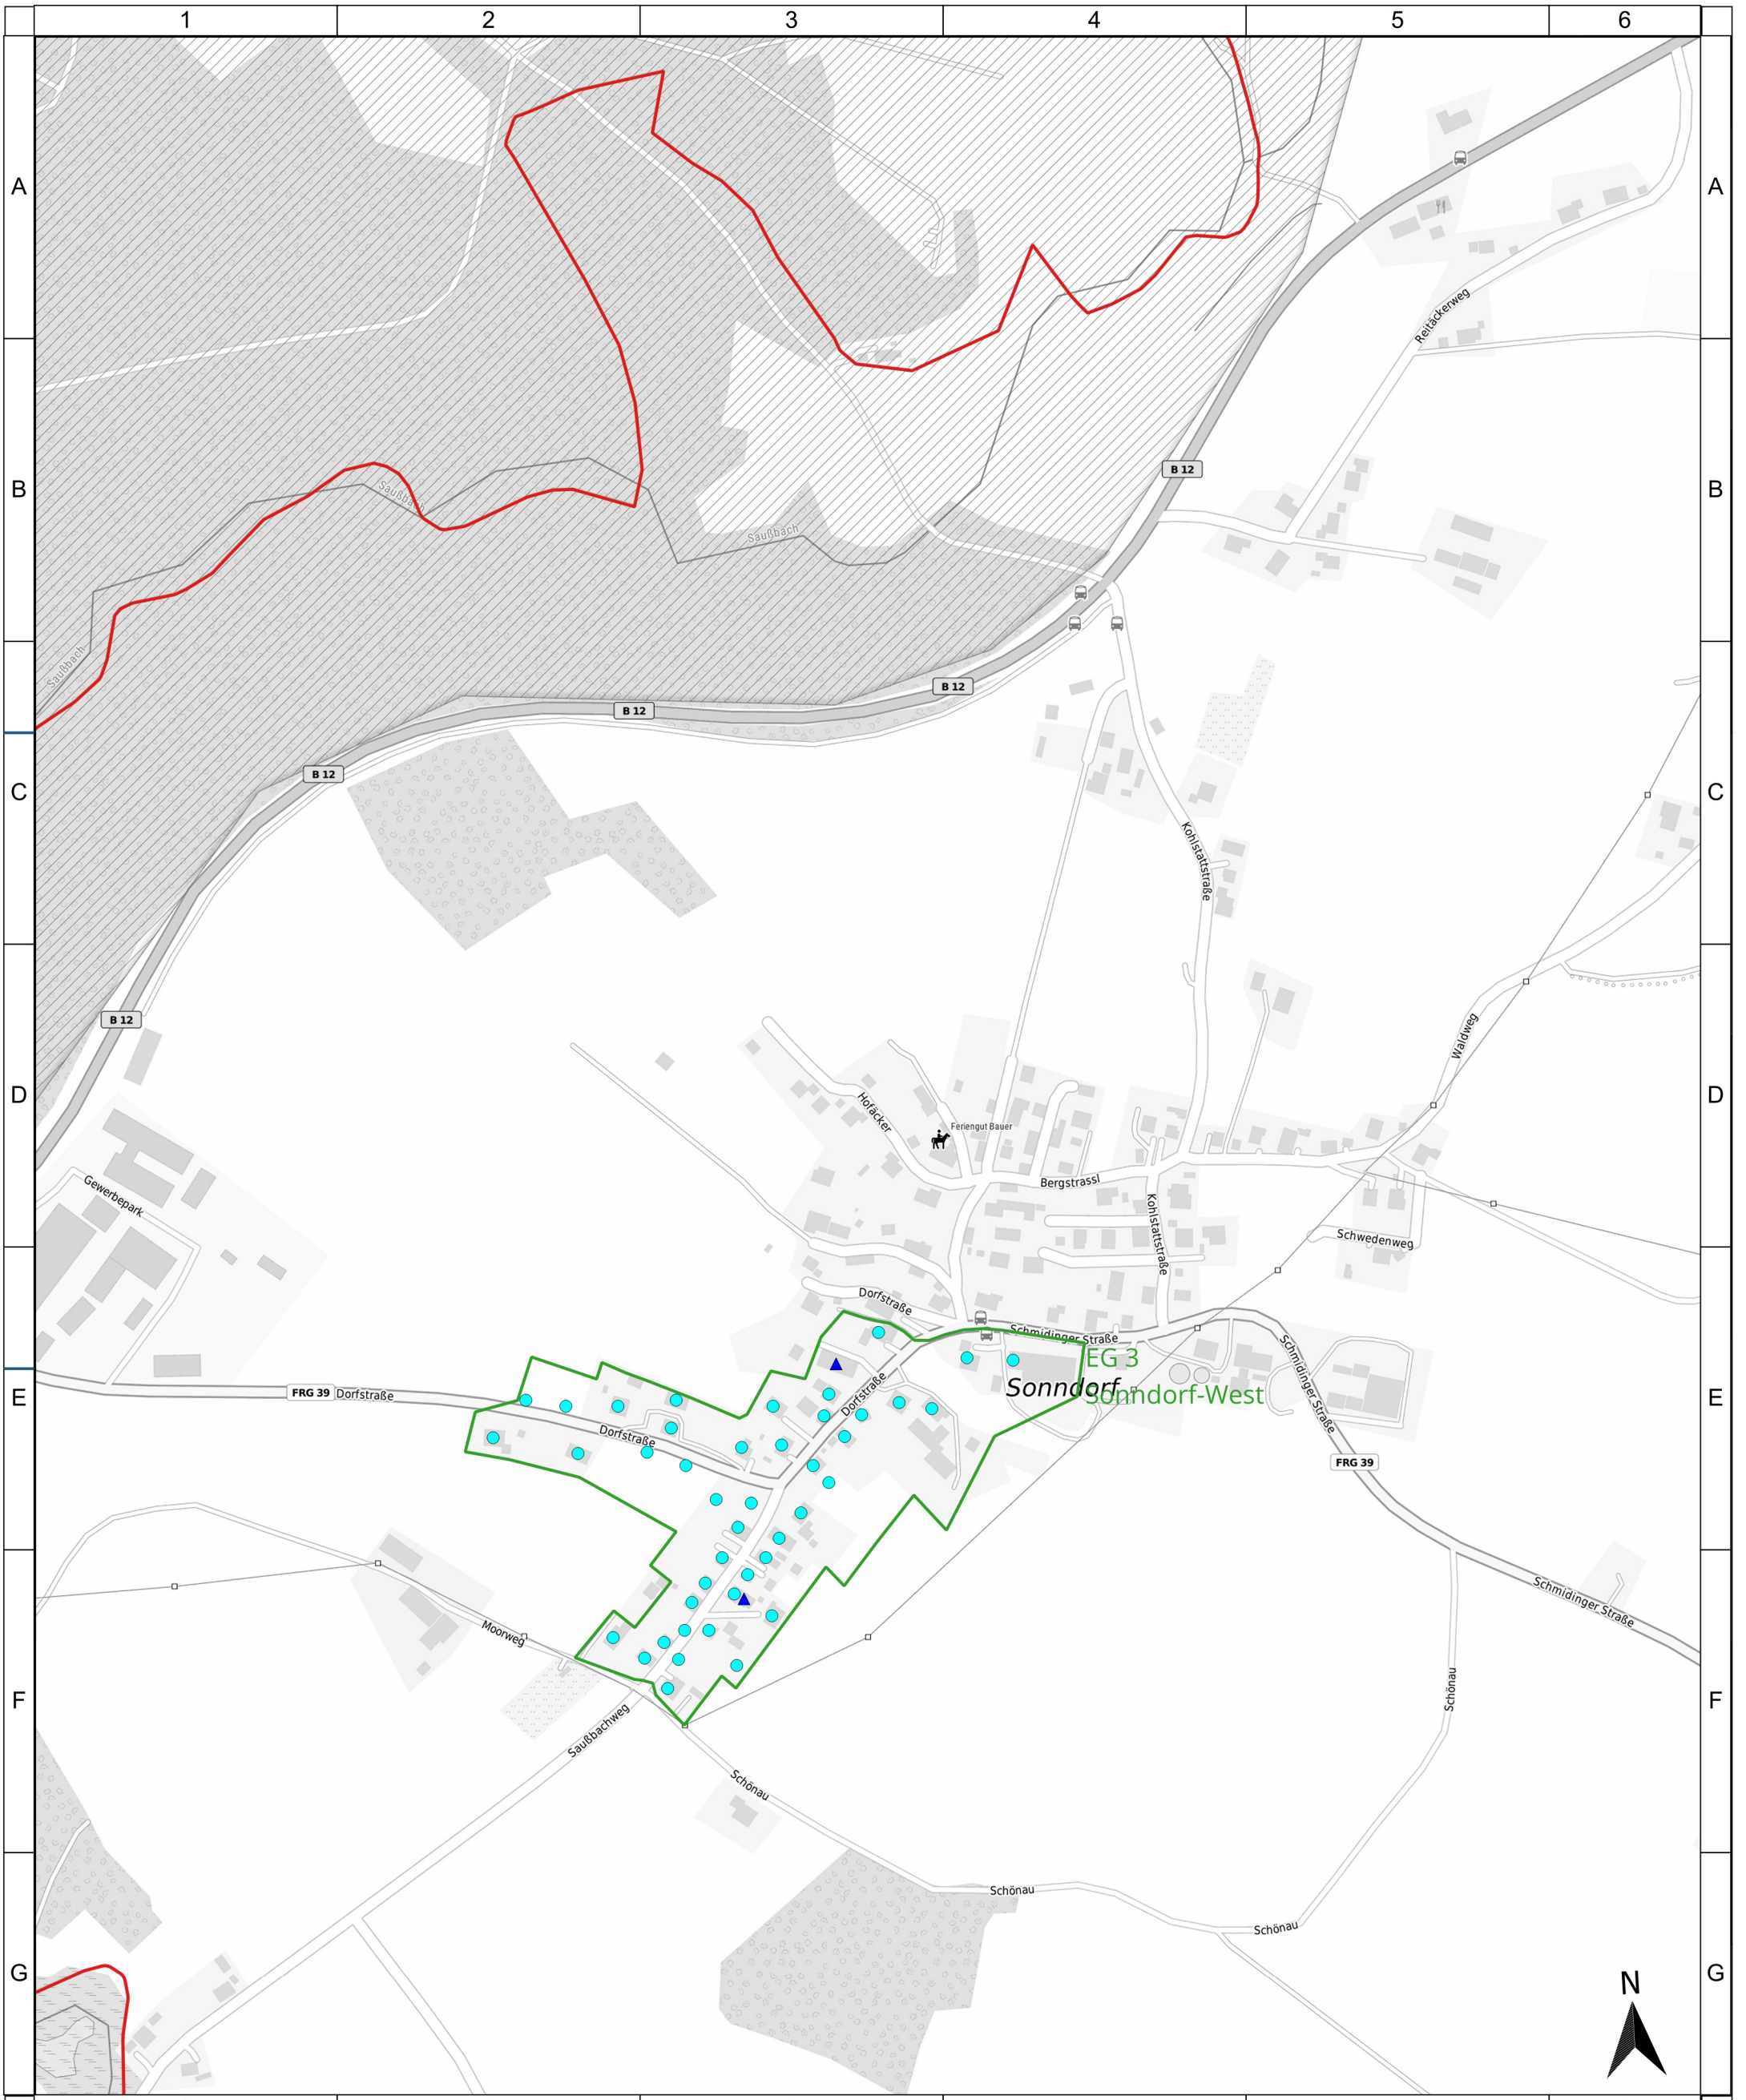 1 2 3 4 5 6
A A
Reitäckerweg
B 12
B B
Saußbach
Saußbach
Saußbach
B 12
B 12
B 12
C C
Kohlstattstraße
B 12
Waldweg
D D
Hofäcker
Feriengut Bauer
Bergstrassl
Gewerbepark
Kohlstattstraße
Schwedenweg
Dorfstraße
Schmidinger Straße
EG 3
Sonndorf
Sonndorf-West
Schmidinger Straße
FRG 39 Dorfstraße
E E
Dorfstraße
Dorfstraße
FRG 39
Schmidinger Straße
Moorweg
Schönau
F F
Saußbachweg
Schönau
Schönau
Schönau
G G
N